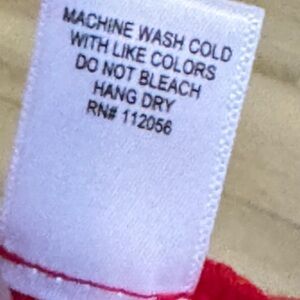 MACHINE WASH COLD
WITH LIKE COLORS
DO NOT BLEACH
HANG DRY
RN# 112056